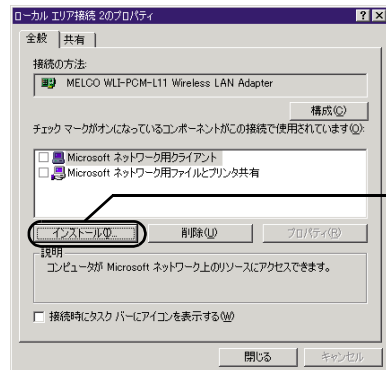 ローカル エリア接続 2のプロパティ
全般 共有
接続の方法:
MELCO WLI-PCM-L11 Wireless LAN Adapter
構成(C)
チェック マークがオンになっているコンポーネントがこの接続で使用されています(O):
Microsoft ネットワーク用クライアント
Microsoft ネットワーク用ファイルとプリンタ共有
インストール(I)... 削除(U) プロパティ(R)
説明
コンピュータが Microsoft ネットワーク上のリソースにアクセスできます。
接続時にタスク バーにアイコンを表示する(W)
閉じる キャンセル